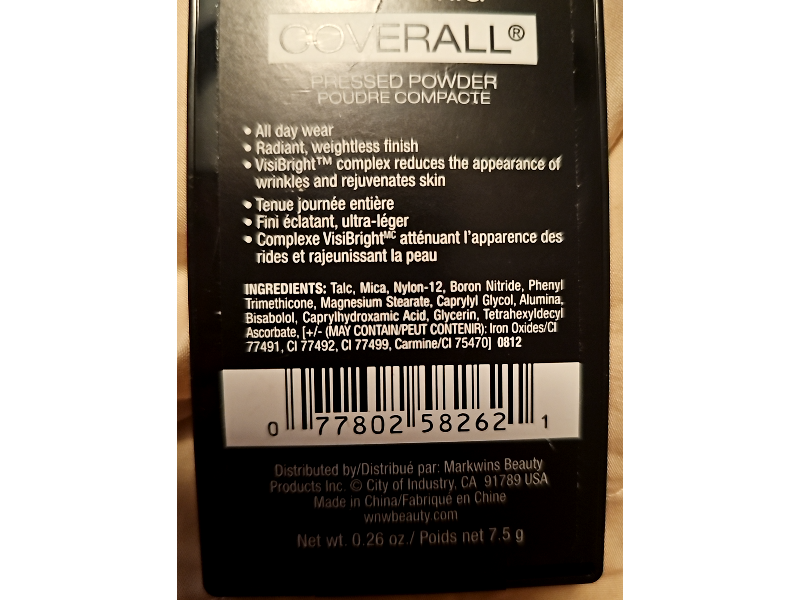 COVERALL®
PRESSED POWDER
POUDRE COMPACTE
• All day wear
• Radiant, weightless finish
• VisiBright™ complex reduces the appearance of
wrinkles and rejuvenates skin
• Tenue journée entière
• Fini éclatant, ultra-léger
• Complexe VisiBrightMC atténuant l'apparence des
rides et rajeunissant la peau
INGREDIENTS: Talc, Mica, Nylon-12, Boron Nitride, Phenyl
Trimethicone, Magnesium Stearate, Caprylyl Glycol, Alumina,
Bisabolol, Caprylhydroxamic Acid, Glycerin, Tetrahexyldecyl
Ascorbate, [+/- (MAY CONTAIN/PEUT CONTENIR): Iron Oxides/CI
77491, CI 77492, CI 77499, Carmine/CI 75470] 0812
0 77802 58262 1
Distributed by/Distribué par: Markwins Beauty
Products Inc. © City of Industry, CA 91789 USA
Made in China/Fabriqué en Chine
wnwbeauty.com
Net wt. 0.26 oz./ Poids net 7.5 g